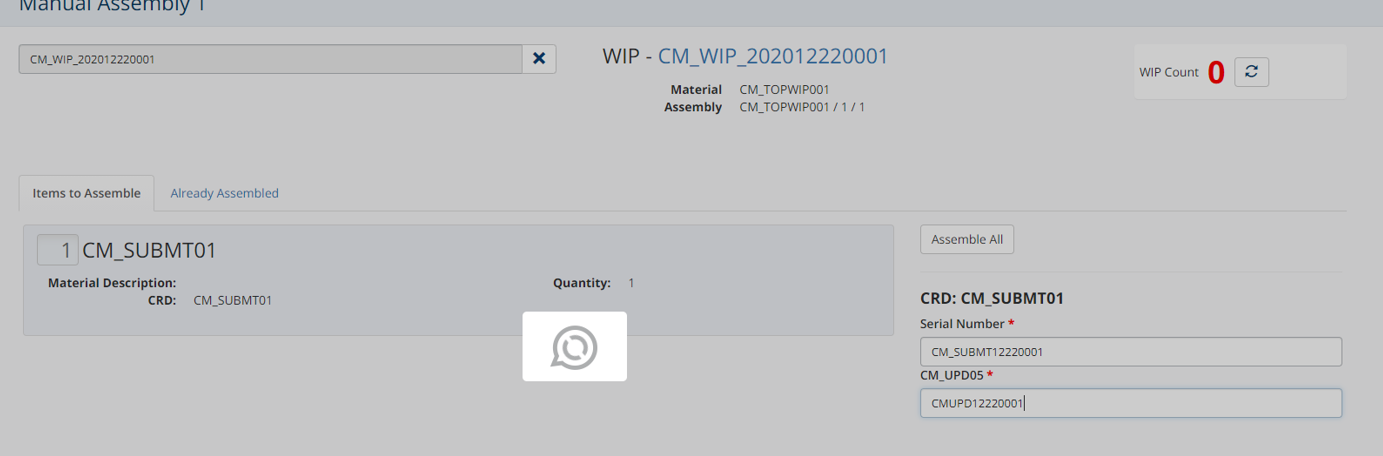 Manual Assembly 1
CM_WIP_202012220001
WIP - CM_WIP_202012220001
Material CM_TOPWIP001
Assembly CM_TOPWIP001 / 1 / 1
WIP Count 0
Items to Assemble Already Assembled
1 CM_SUBMT01
Material Description: Quantity: 1
CRD: CM_SUBMT01
Assemble All
CRD: CM_SUBMT01
Serial Number *
CM_SUBMT12220001
CM_UPD05 *
CMUPD12220001